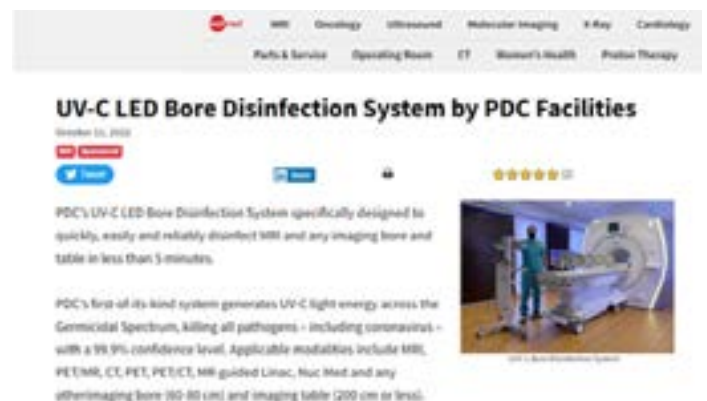 MRI Oncology Ultrasound Molecular Imaging X-Ray Cardiology
Parts & Service Operating Room CT Women's Health Proton Therapy
UV-C LED Bore Disinfection System by PDC Facilities
October
MRI Sponsored
Tweet
Share
PDC's UV-C LED Bore Disinfection System specifically designed to
quickly, easily and reliably disinfect MRI and any imaging bore and
table in less than 5 minutes.
PDC's first-of-its-kind system generates UV-C light energy across the
Germicidal Spectrum, killing all pathogens – including coronavirus –
with a 99.9% confidence level. Applicable modalities include MRI,
PET/MR, CT, PET, PET/CT, MR-guided Linac, Nuc Med and any
otherimaging bore (60-80 cm) and imaging table (200 cm or less).
UV-C Bore Disinfection System